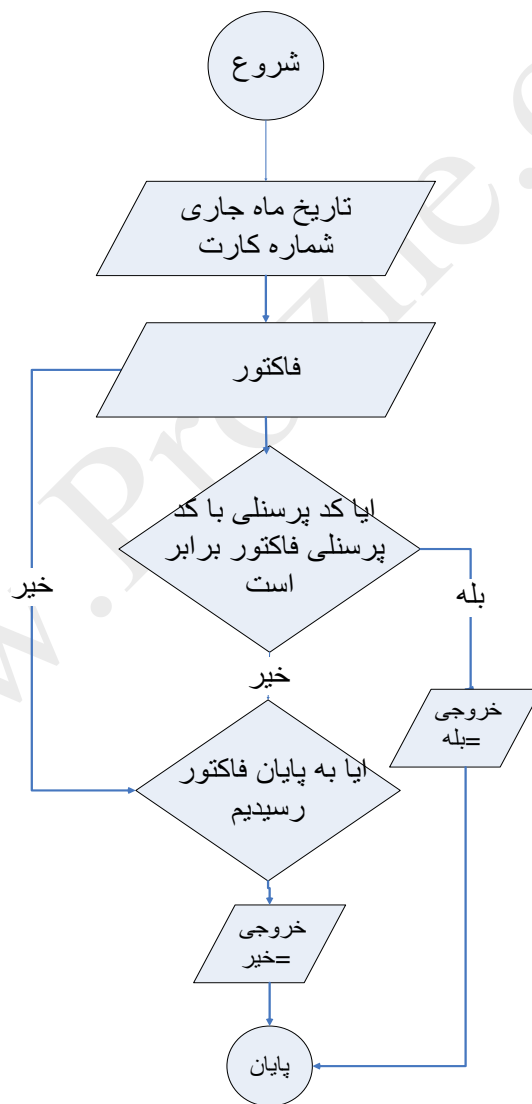 شروع
تاریخ ماه جاری
شماره کارت
فاکتور
ایا کد پرسنلی با کد
پرسنلی فاکتور برابر
است
خیر
بله
خیر
خروجی
=بله
ایا به پایان فاکتور
رسیدیم
خروجی
=خیر
پایان